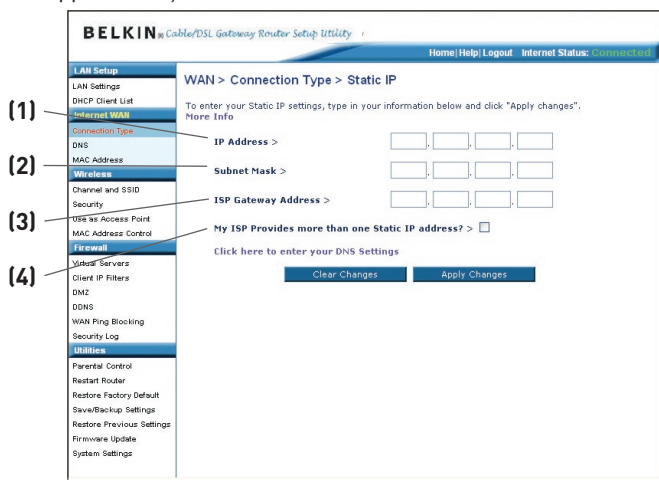 BELKIN® Cable/DSL Gateway Router Setup Utility
Home|Help|Logout Internet Status: Connected
LAN Setup
LAN Settings
DHCP Client List
Internet WAN
Connection Type
DNS
MAC Address
Wireless
Channel and SSID
Security
Use as Access Point
MAC Address Control
Firewall
Virtual Servers
Client IP Filters
DMZ
DDNS
WAN Ping Blocking
Security Log
Utilities
Parental Control
Restart Router
Restore Factory Default
Save/Backup Settings
Restore Previous Settings
Firmware Update
System Settings
WAN > Connection Type > Static IP
To enter your Static IP settings, type in your information below and click "Apply changes".
More Info
(1)
IP Address >
(2)
Subnet Mask >
(3)
ISP Gateway Address >
(4)
My ISP Provides more than one Static IP address? >
Click here to enter your DNS Settings
Clear Changes Apply Changes